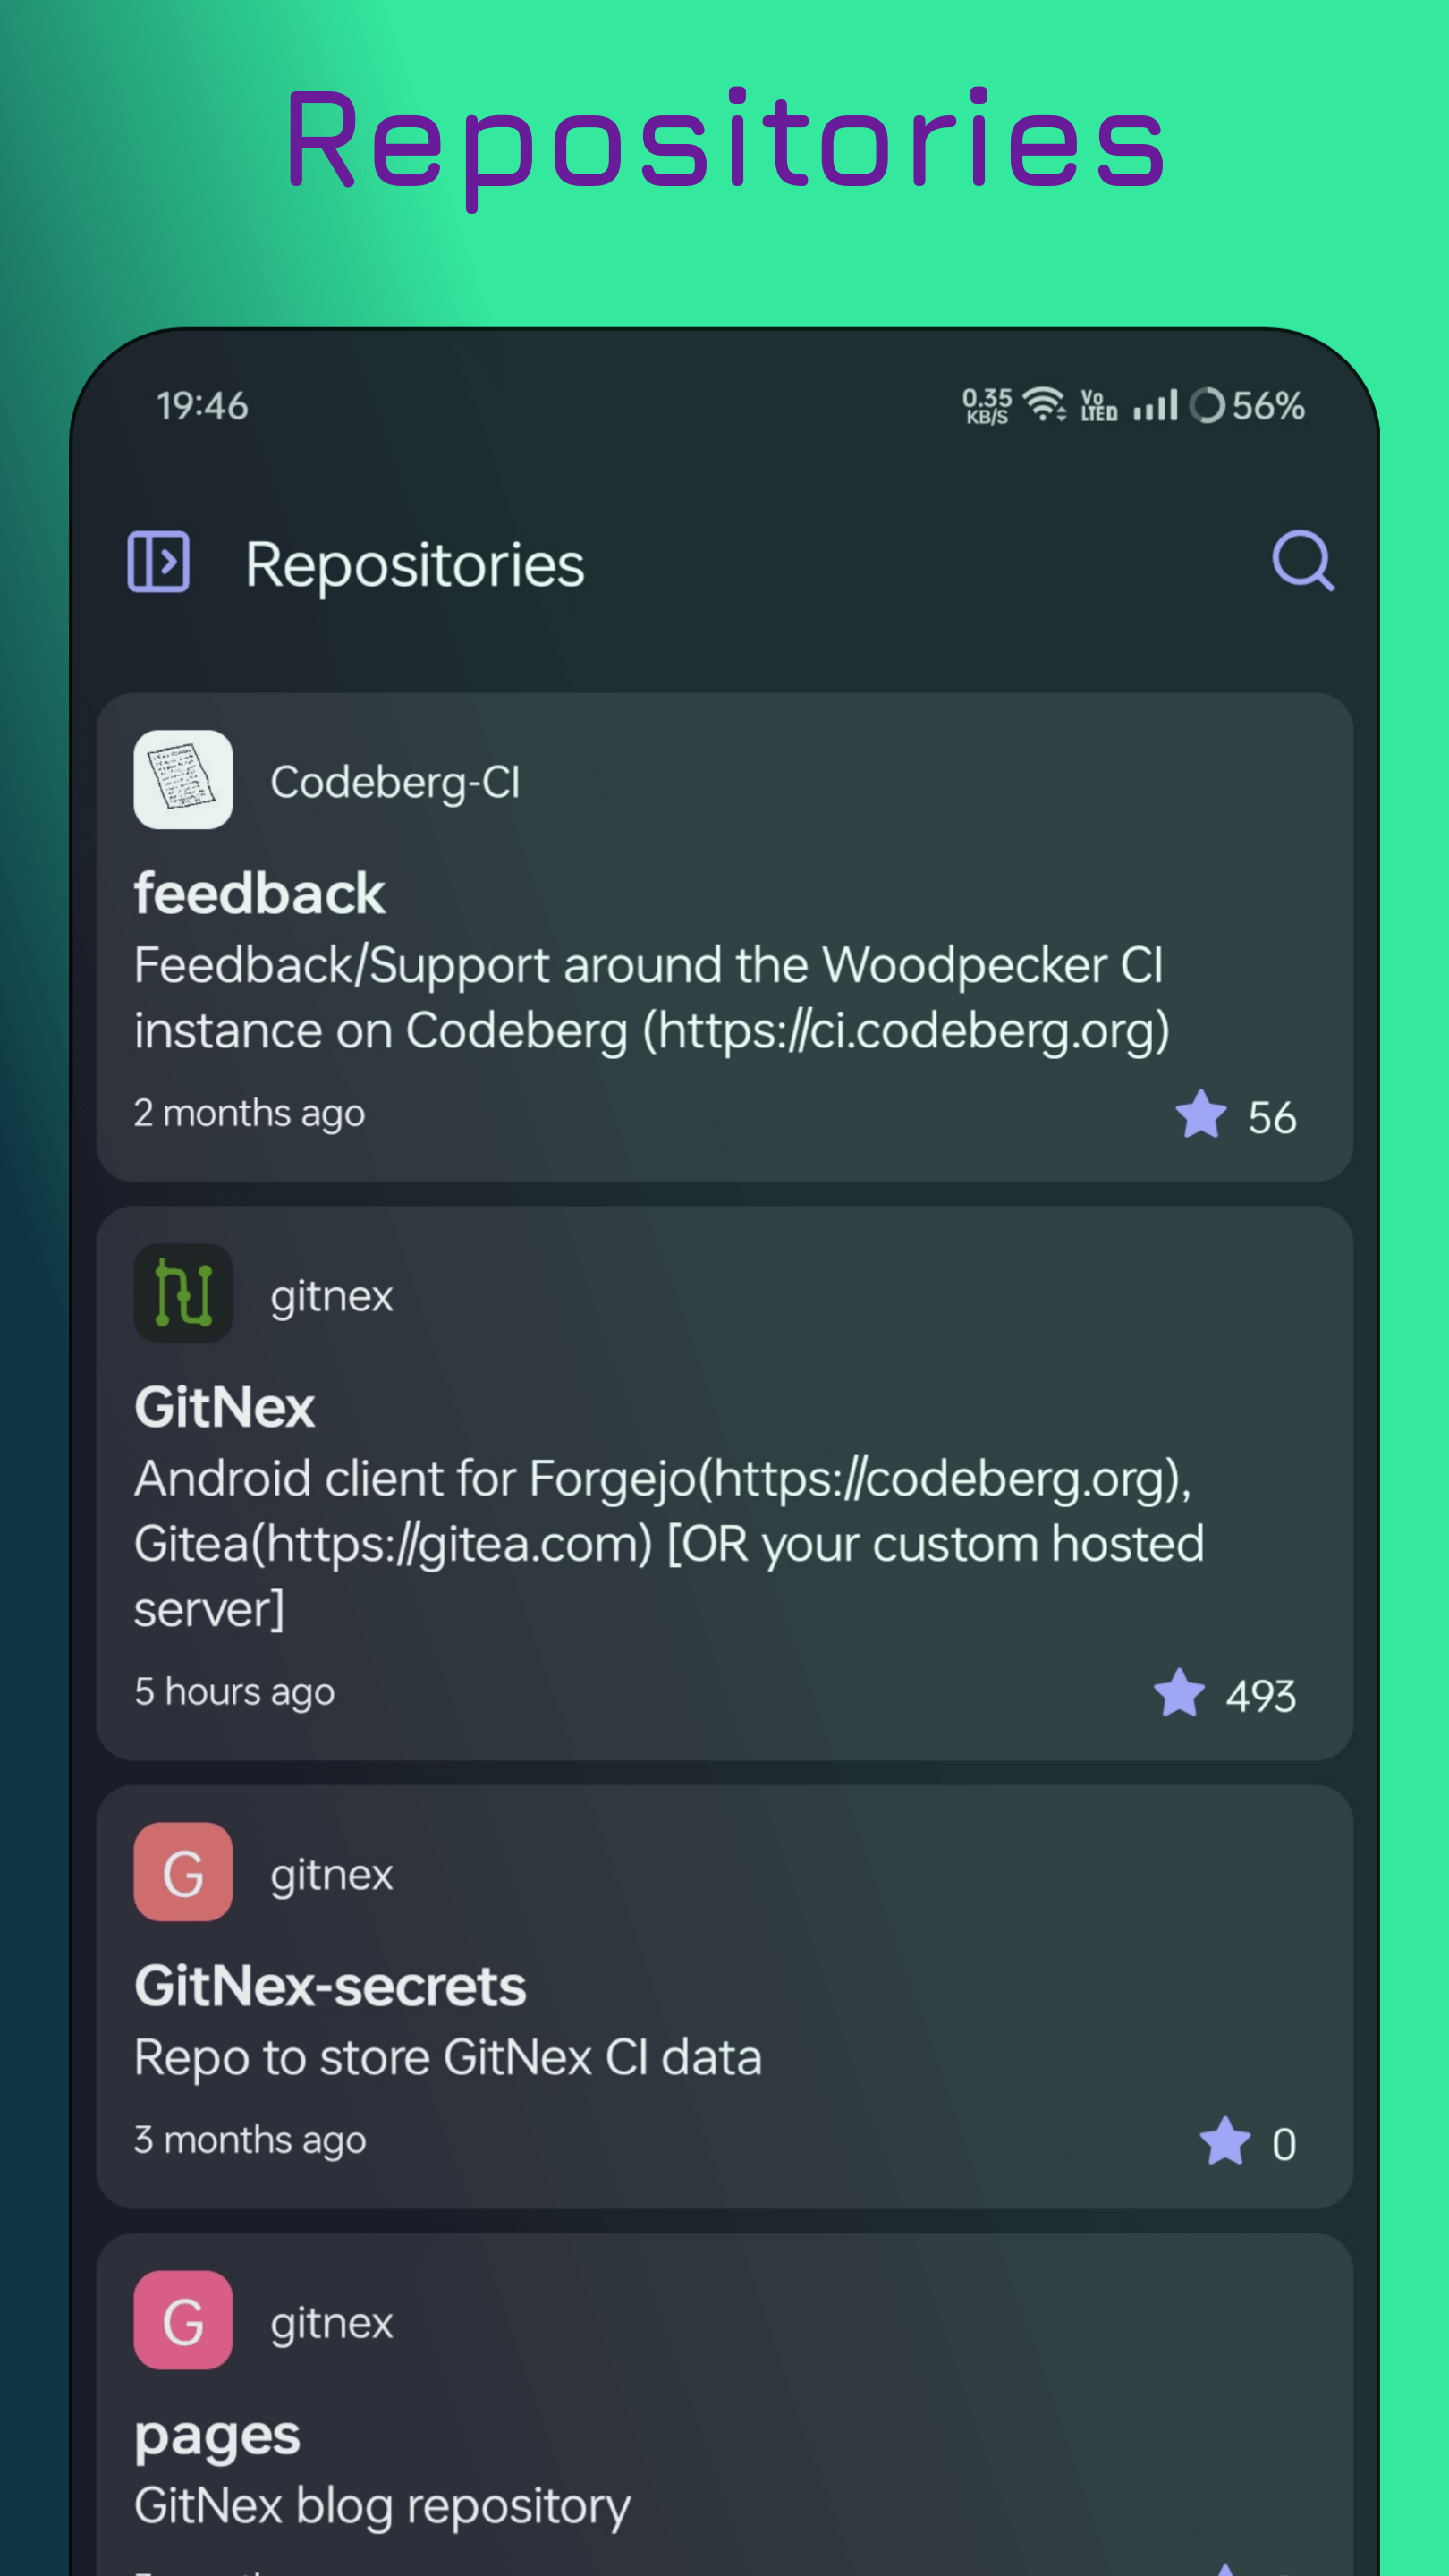 Repositories
19:46
0.35
KB/S
Vo
LTE
56%
Repositories
Codeberg-CI
feedback
Feedback/Support around the Woodpecker CI
instance on Codeberg (https://ci.codeberg.org)
2 months ago
56
gitnex
GitNex
Android client for Forgejo(https://codeberg.org),
Gitea(https://gitea.com) [OR your custom hosted
server]
5 hours ago
493
G
gitnex
GitNex-secrets
Repo to store GitNex CI data
3 months ago
0
G
gitnex
pages
GitNex blog repository